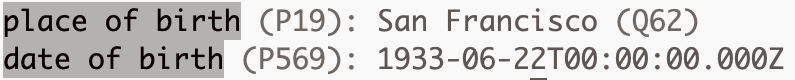 place of birth (P19): San Francisco (Q62)
date of birth (P569): 1933-06-22T00:00:00.000Z